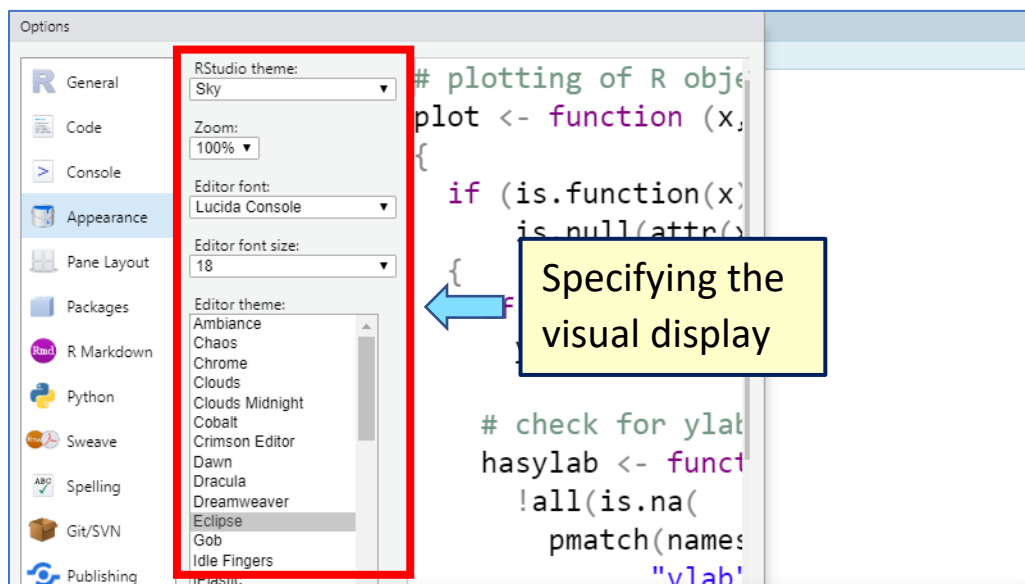 Options
General
Code
Console
Appearance
Pane Layout
Packages
Rmd R Markdown
Python
Sweave
ABC Spelling
Git/SVN
Publishing
RStudio theme:
Sky
Zoom:
100%
Editor font:
Lucida Console
Editor font size:
18
Editor theme:
Ambiance
Chaos
Chrome
Clouds
Clouds Midnight
Cobalt
Crimson Editor
Dawn
Dracula
Dreamweaver
Eclipse
Gob
Idle Fingers
# plotting of R obje
plot <- function (x,
{
if (is.function(x)
is.null(attr(x
{
Specifying the
visual display
# check for ylab
hasylab <- funct
!all(is.na(
pmatch(names
"ylab"